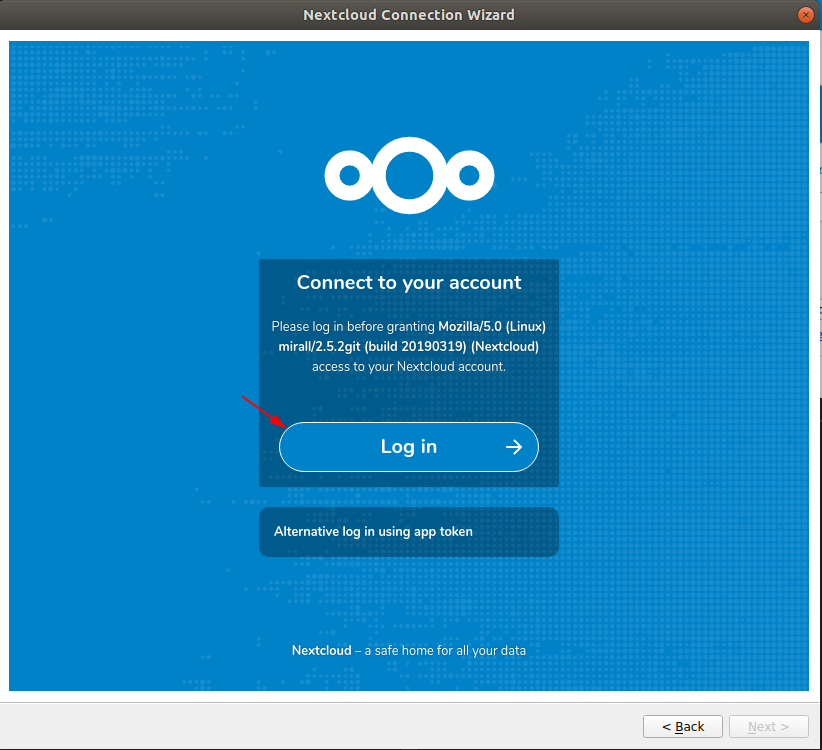 Nextcloud Connection Wizard
Connect to your account
Please log in before granting Mozilla/5.0 (Linux)
mirall/2.5.2git (build 20190319) (Nextcloud)
access to your Nextcloud account.
Log in
Alternative log in using app token
Nextcloud – a safe home for all your data
< Back
Next >